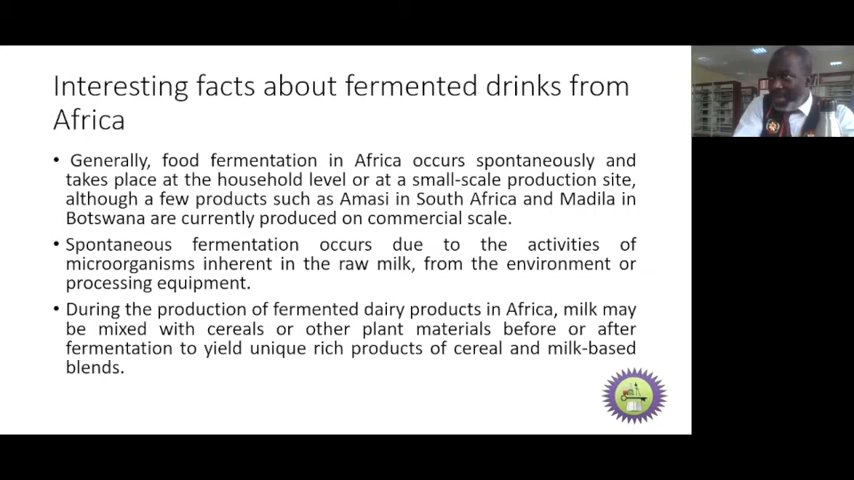 Interesting facts about fermented drinks from
Africa
• Generally, food fermentation in Africa occurs spontaneously and
takes place at the household level or at a small-scale production site,
although a few products such as Amasi in South Africa and Madila in
Botswana are currently produced on commercial scale.
• Spontaneous fermentation occurs due to the activities of
microorganisms inherent in the raw milk, from the environment or
processing equipment.
• During the production of fermented dairy products in Africa, milk may
be mixed with cereals or other plant materials before or after
fermentation to yield unique rich products of cereal and milk-based
blends.